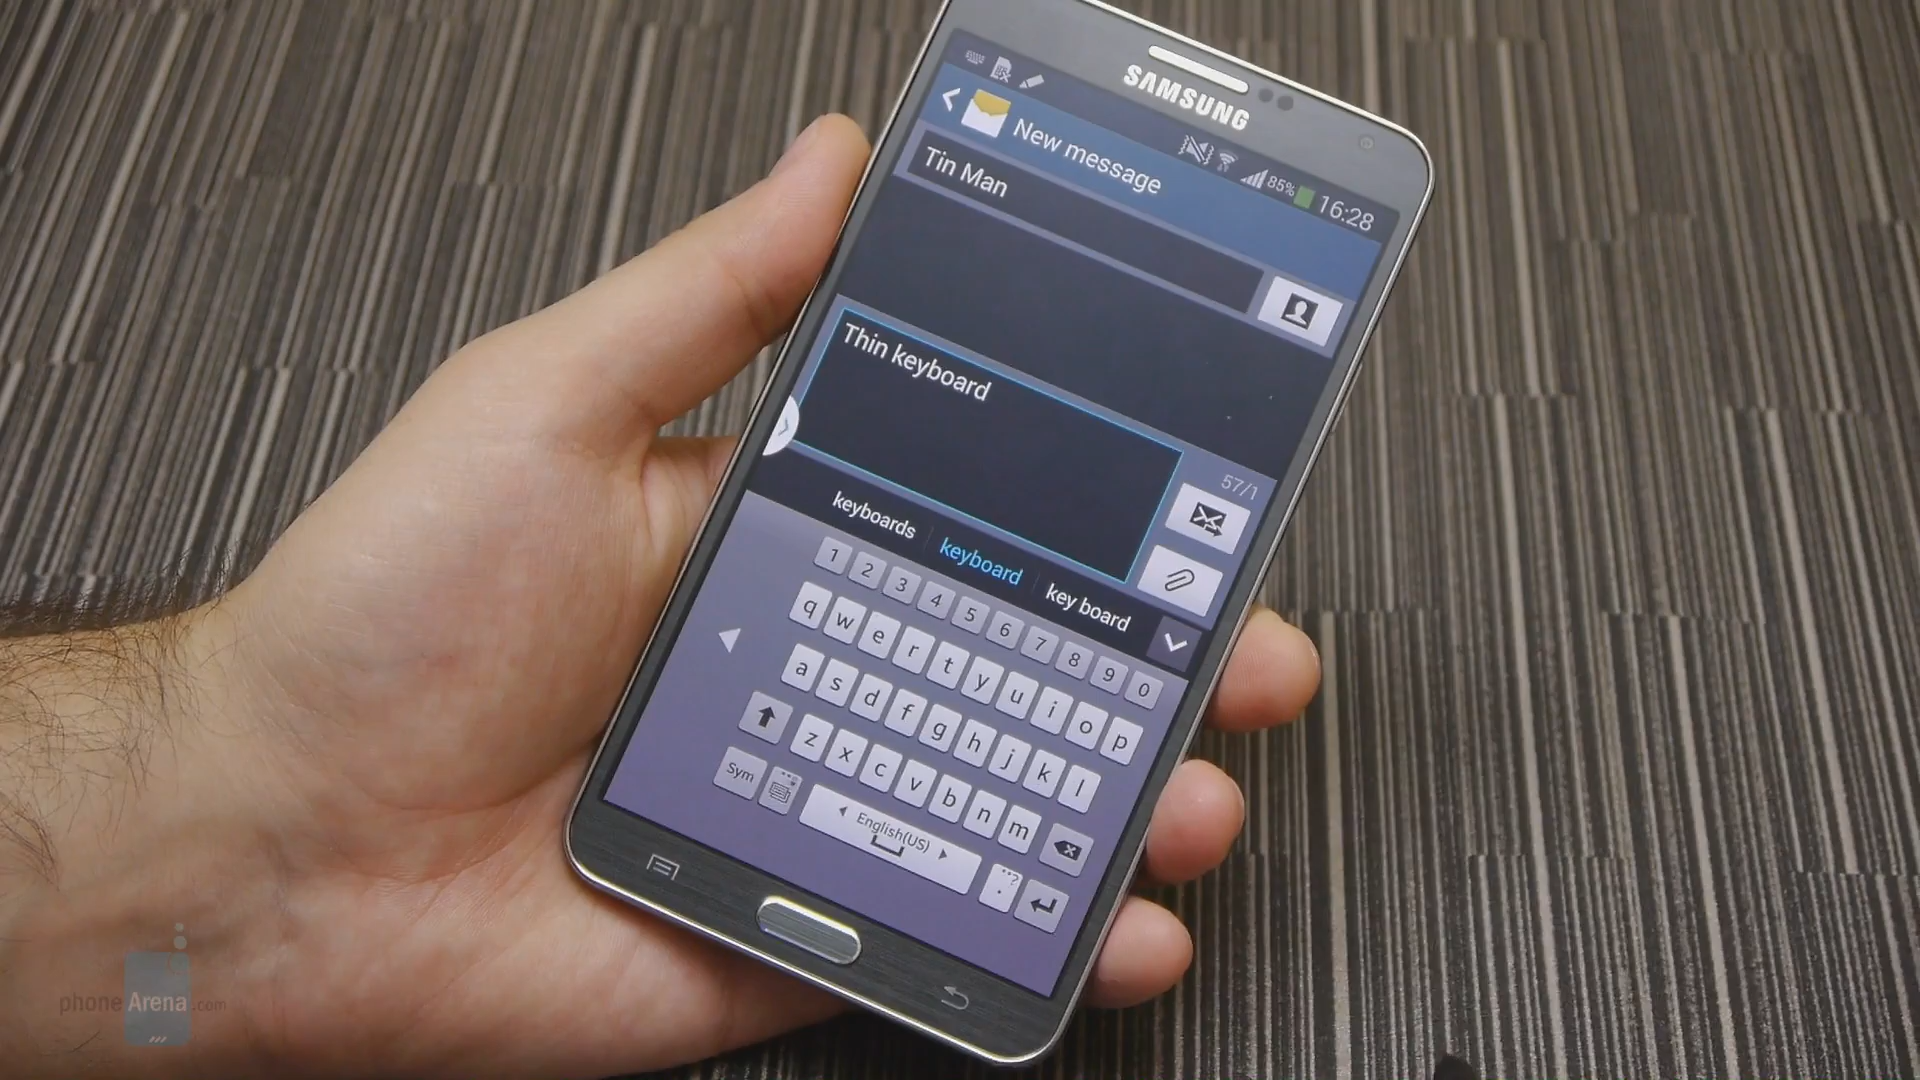 SAMSUNG
85% 16:28
New message
Tin Man
Thin keyboard
57/1
keyboards keyboard key board
1 2 3 4 5 6 7 8 9 0
q w e r t y u i o p
a s d f g h j k l
z x c v b n m
Sym English(US) . ?
phoneArena.com